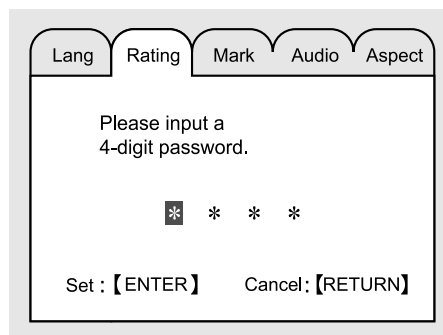 Lang Rating Mark Audio Aspect
Please input a
4-digit password.
* * * *
Set :【ENTER】 Cancel:【RETURN】